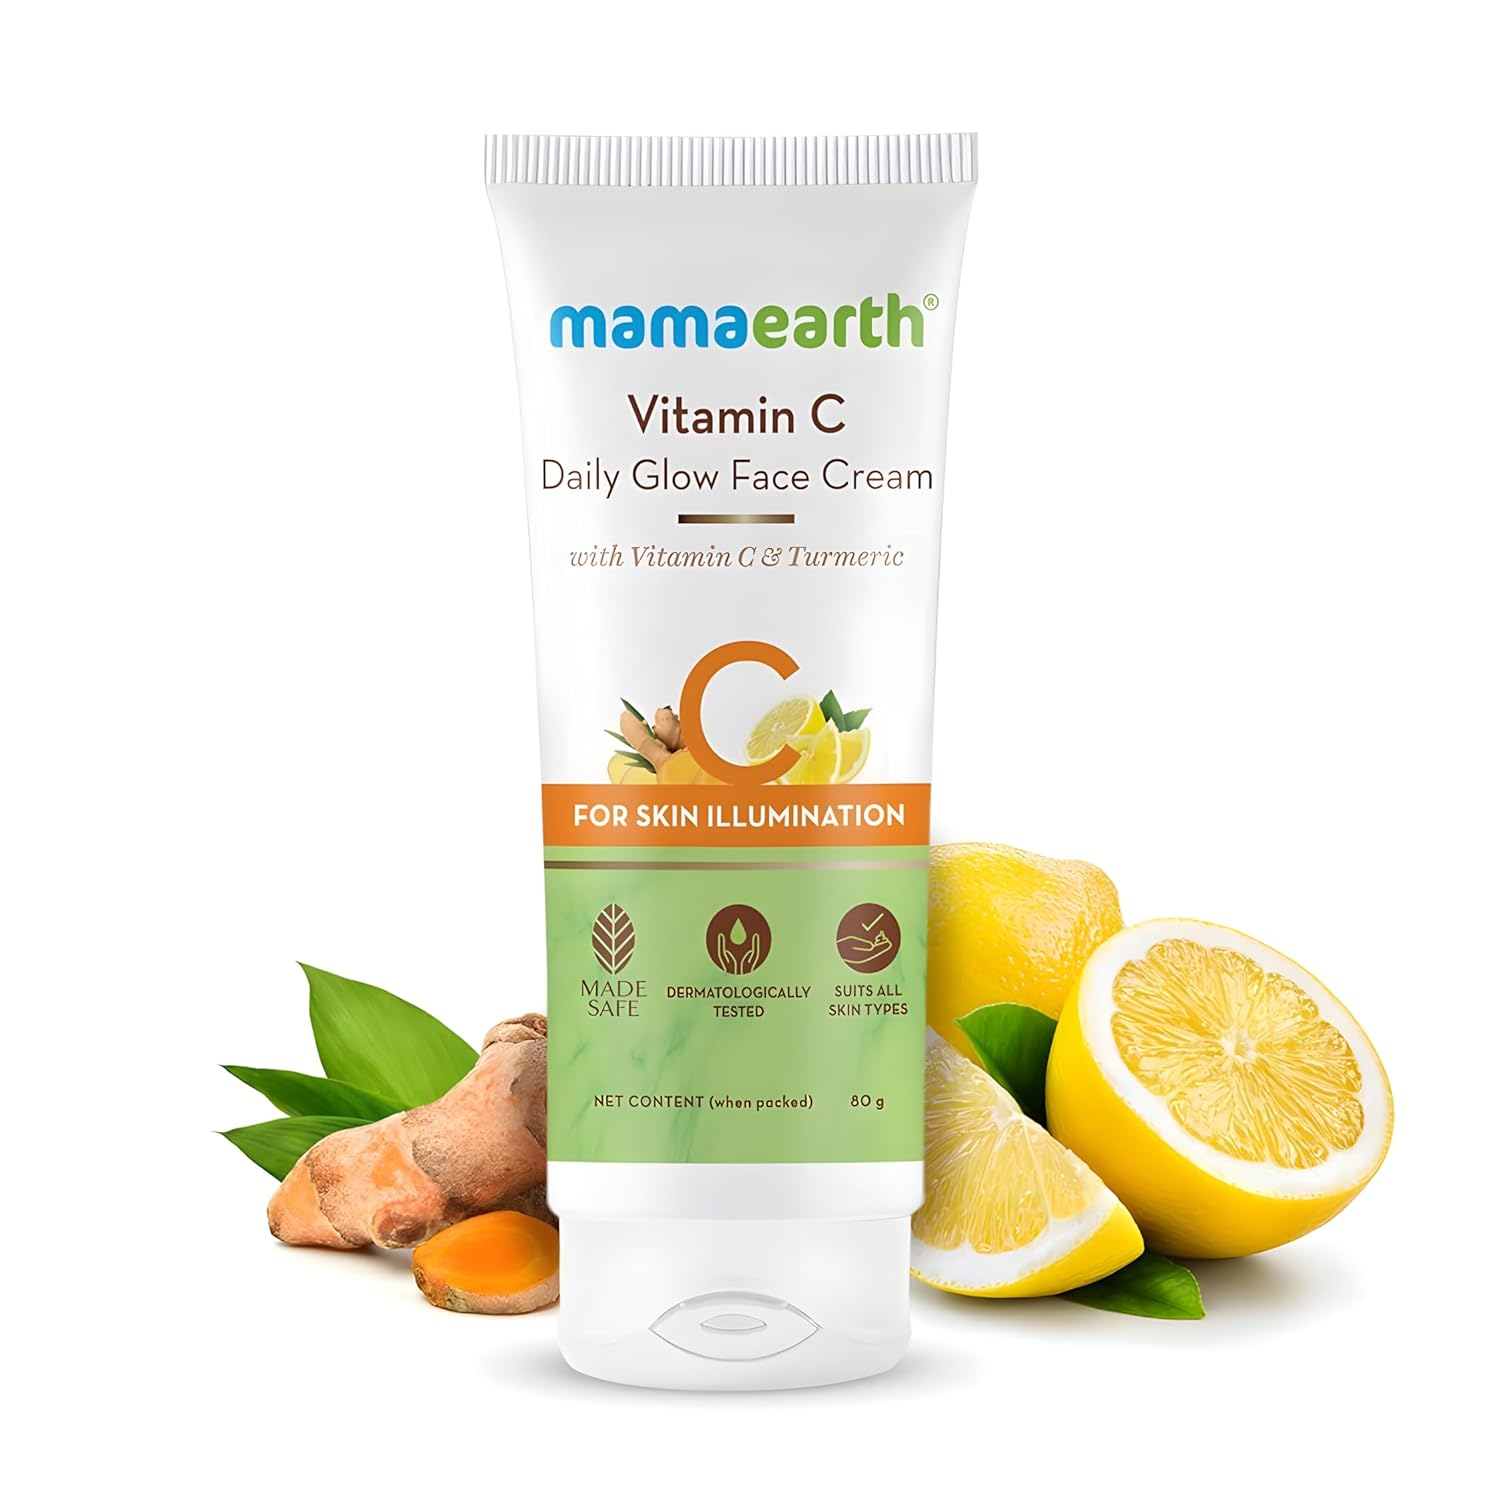 mamaearth®
Vitamin C
Daily Glow Face Cream
with Vitamin C & Turmeric
C
FOR SKIN ILLUMINATION
MADE
SAFE
DERMATOLOGICALLY
TESTED
SUITS ALL
SKIN TYPES
NET CONTENT (when packed) 80 g